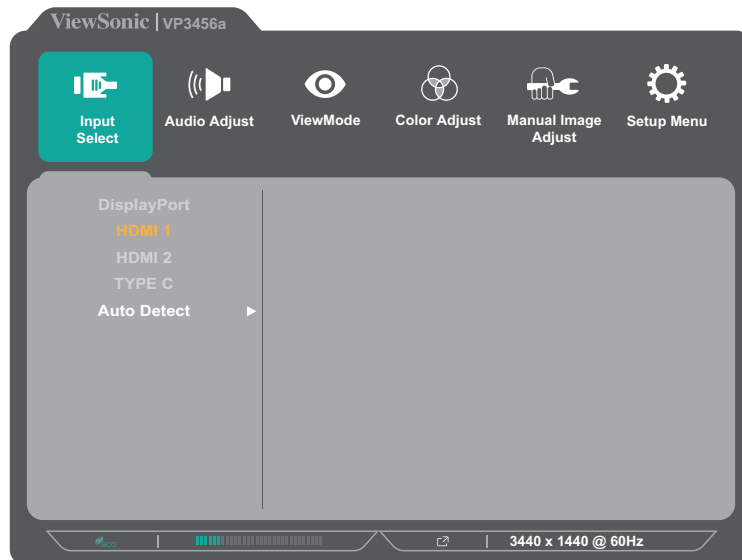 ViewSonic | VP3456a
Input Select
Audio Adjust
ViewMode
Color Adjust
Manual Image Adjust
Setup Menu
DisplayPort
HDMI 1
HDMI 2
TYPE C
Auto Detect
eco
3440 x 1440 @ 60Hz